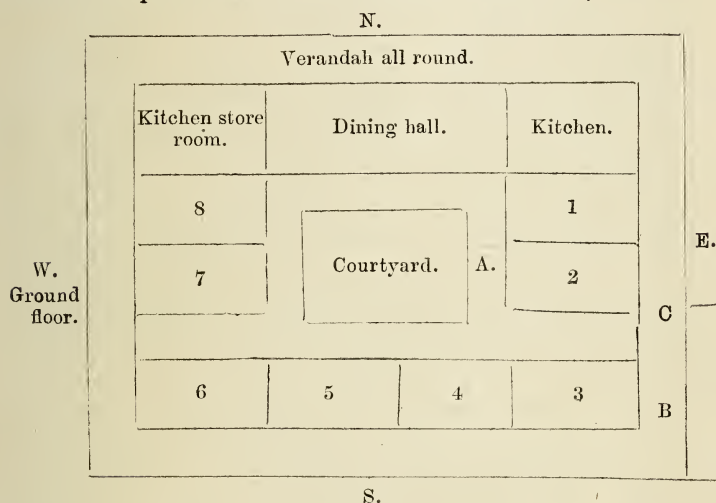 N.
Verandah all round.
Kitchen store
room.
Dining hall.
Kitchen.
8
1
E.
W.
Ground
floor.
7
Courtyard.
A.
2
C
6
5
4
3
B
S.